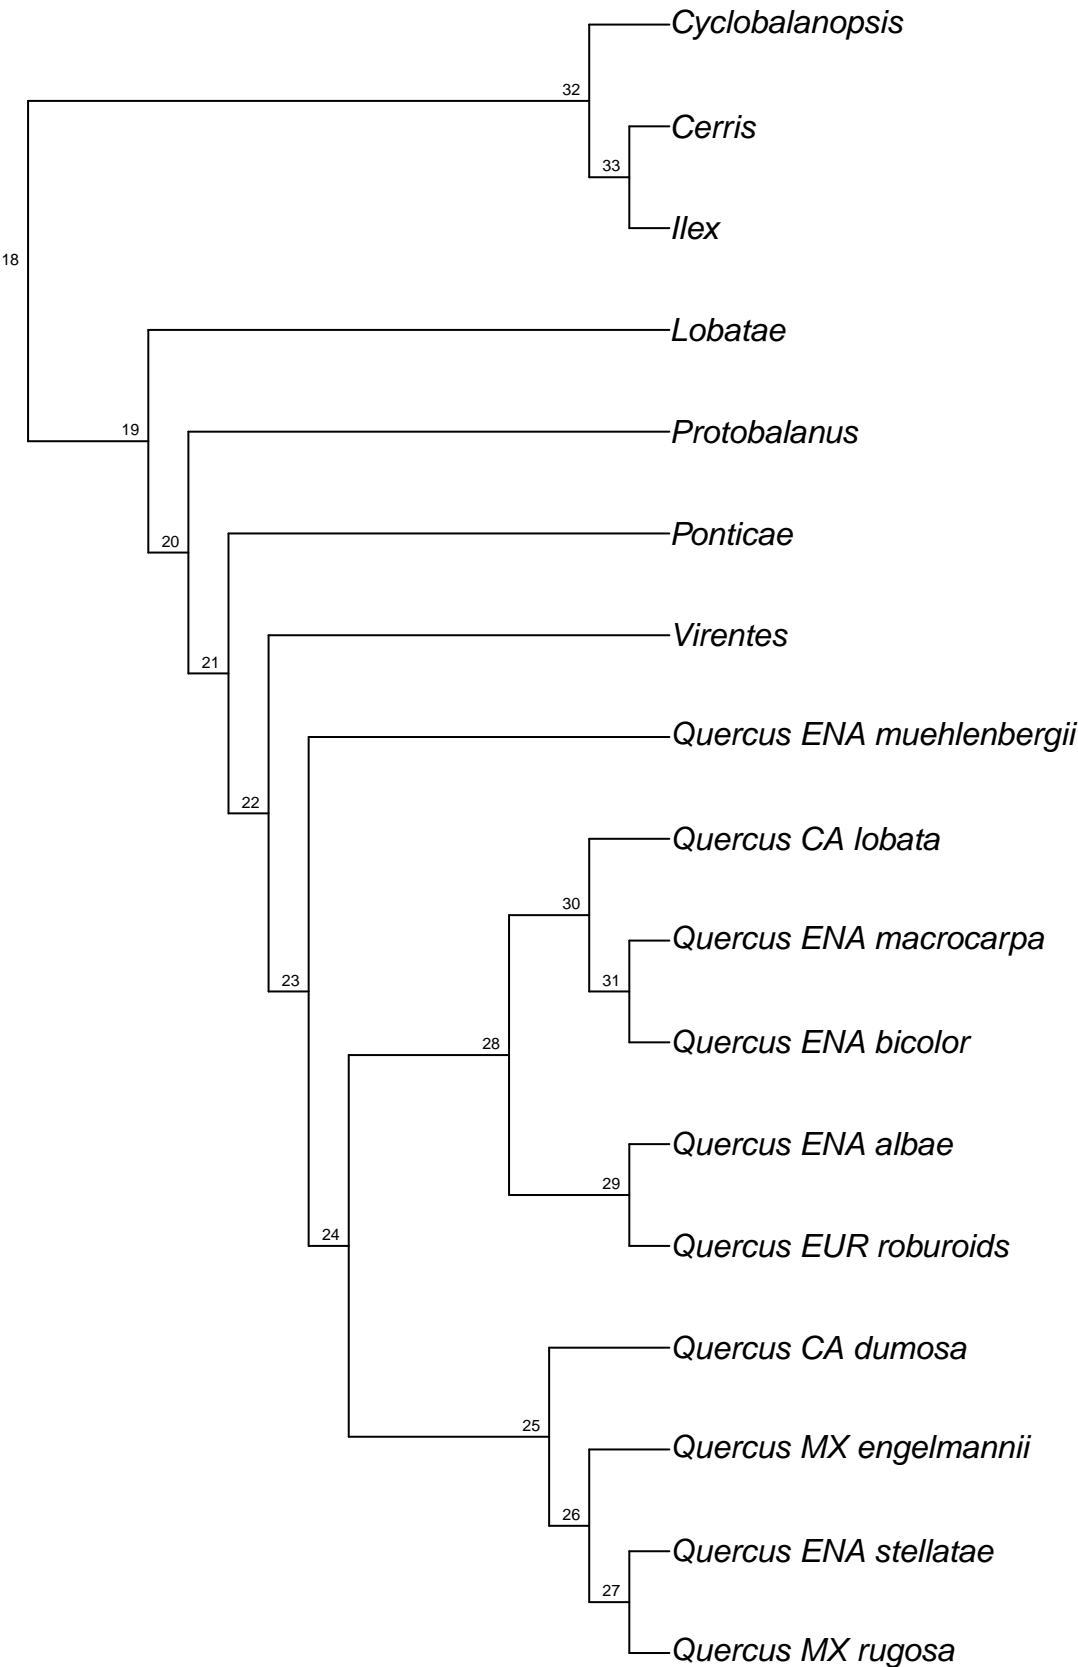 Cyclobalanopsis
32
Cerris
33
Ilex
18
Lobatae
19
Protobalanus
20
Ponticae
Virentes
21
Quercus ENA muehlenbergii
22
Quercus CA lobata
30
Quercus ENA macrocarpa
23
31
Quercus ENA bicolor
28
Quercus ENA albae
29
24
Quercus EUR roburoids
Quercus CA dumosa
25
Quercus MX engelmannii
26
Quercus ENA stellatae
27
Quercus MX rugosa